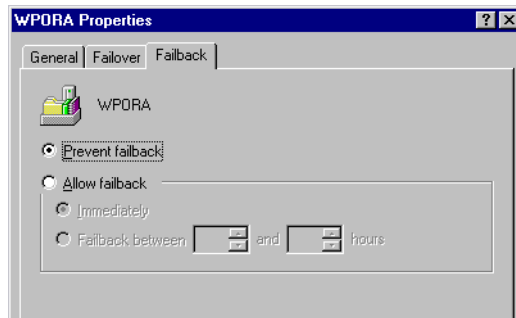 WPORA Properties
General Failover Failback
WPORA
Prevent failback
Allow failback
Immediately
Failback between and hours